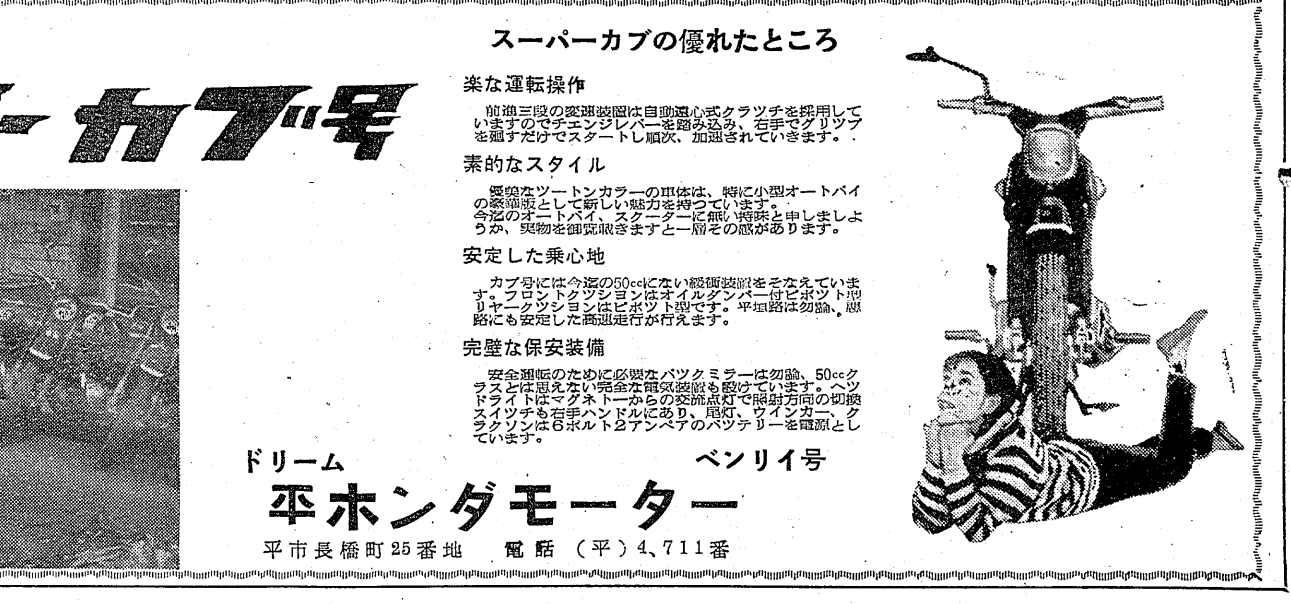 ーカブ号
スーパーカブの優れたところ
楽な運転操作
前進三段の変速装置は自動遠心式クラツチを採用して
いますのでチエンジレバーを踏み込み、右手でグリツプ
を廻すだけでスタートし順次、加速されていきます。
素的なスタイル
優美なツートンカラーの車体は、特に小型オートバイ
の豪華版として新しい魅力を持つています。
今迄のオートバイ、スクーターに無い特味と申しましよ
うか、実物を御覧戴きますと一層その感があります。
安定した乗心地
カブ号には今迄の50ccにない緩衝装置をそなえていま
す。フロントクツシヨンはオイルダンパー付ピボツト型
リヤークツシヨンはピボツト型です。平垣路は勿論、悪
路にも安定した高速走行が行えます。
完璧な保安装備
安全運転のために必要なバツクミラーは勿論、50ccク
ラスとは思えない完全な電気装置も設けています。ヘツ
ドライトはマグネトーからの交流点灯で照射方向の切換
スイツチも右手ハンドルにあり、尾灯、ウインカー、ク
ラクソンは6ボルト2アンペアのバツテリーを電源とし
ています。
ドリーム ベンリイ号
平ホンダモーター
平市長橋町25番地 電話（平）4、711番